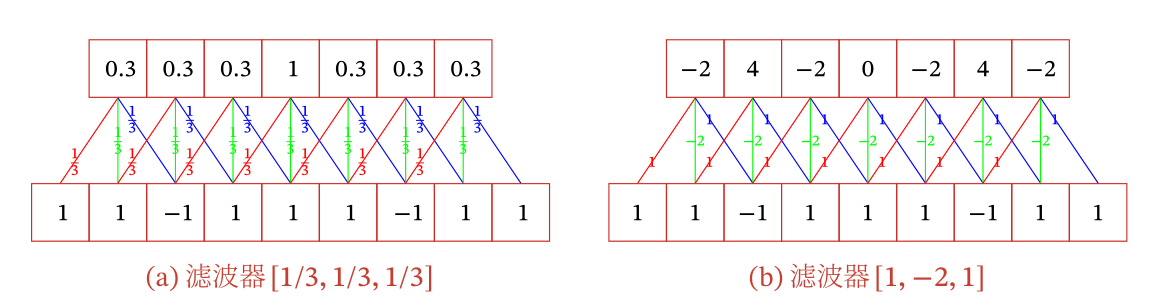 0.3 0.3 0.3 1 0.3 0.3 0.3
1/3 1/3 1/3 1/3 1/3 1/3 1/3
1/3 1/3 1/3 1/3 1/3 1/3 1/3
1/3 1/3 1/3 1/3 1/3 1/3 1/3
1 1 −1 1 1 1 −1 1 1
(a) 滤波器 [1/3, 1/3, 1/3]
−2 4 −2 0 −2 4 −2
1 1 1 1 1 1 1
−2 −2 −2 −2 −2 −2 −2
1 1 1 1 1 1 1
1 1 −1 1 1 1 −1 1 1
(b) 滤波器 [1, −2, 1]